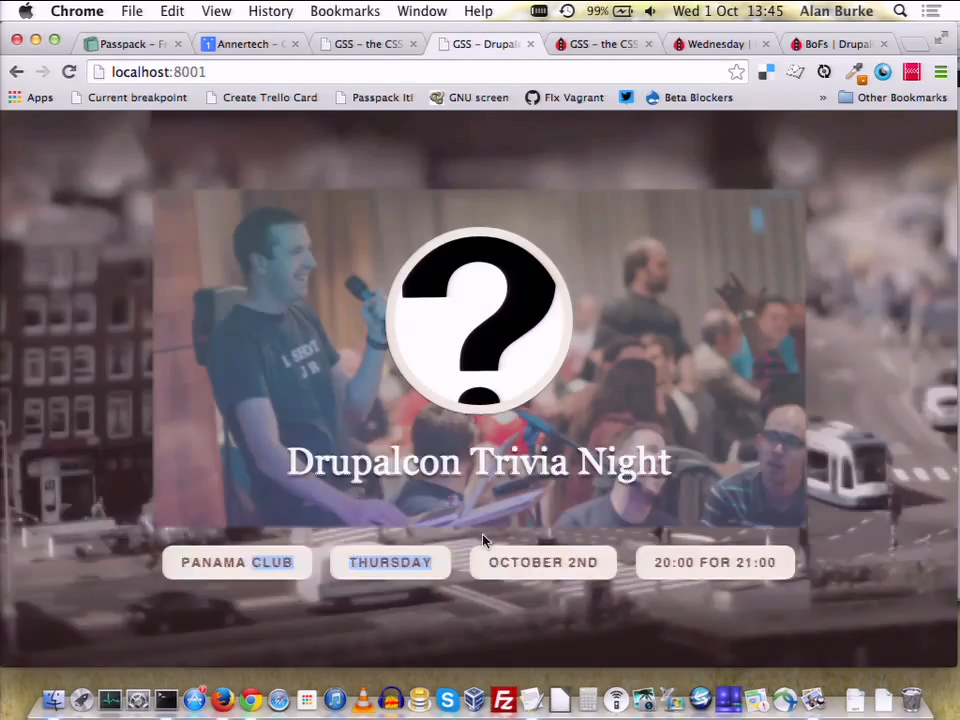 Chrome File Edit View History Bookmarks Window Help 99% Wed 1 Oct 13:45 Alan Burke
Passpack - Fr Annertech - C GSS - the CSS GSS - Drupalc GSS - the CSS Wednesday | BoFs | Drupal
localhost:8001
Apps Current breakpoint Create Trello Card Passpack It! GNU screen FIx Vagrant Beta Blockers » Other Bookmarks
?
Drupalcon Trivia Night
PANAMA CLUB THURSDAY OCTOBER 2ND 20:00 FOR 21:00